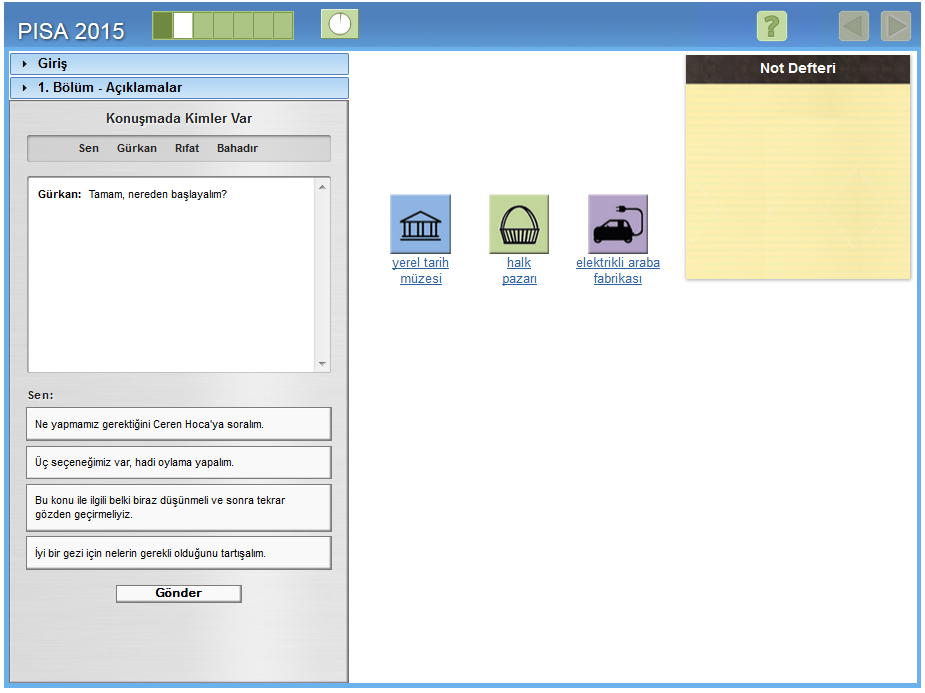 PISA 2015
?
Giriş
1. Bölüm - Açıklamalar
Konuşmada Kimler Var
Sen Gürkan Rıfat Bahadır
Gürkan: Tamam, nereden başlayalım?
Sen:
Ne yapmamız gerektiğini Ceren Hoca'ya soralım.
Üç seçeneğimiz var, hadi oylama yapalım.
Bu konu ile ilgili belki biraz düşünmeli ve sonra tekrar
gözden geçirmeliyiz.
İyi bir gezi için nelerin gerekli olduğunu tartışalım.
Gönder
yerel tarih
müzesi
halk
pazarı
elektrikli araba
fabrikası
Not Defteri